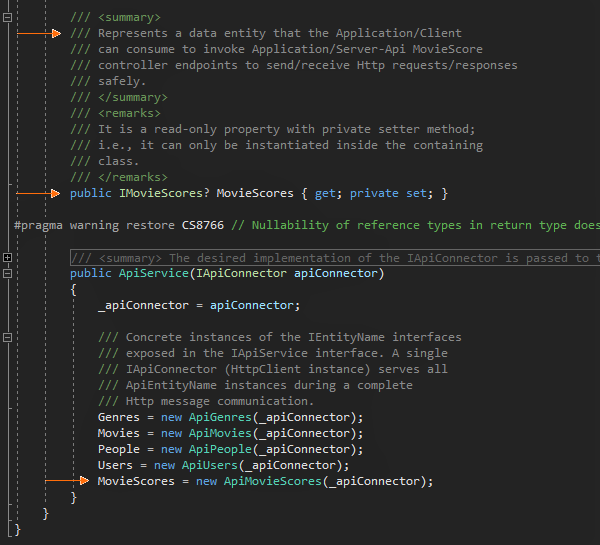 /// <summary>
/// Represents a data entity that the Application/Client
/// can consume to invoke Application/Server-Api MovieScore
/// controller endpoints to send/receive Http requests/responses
/// safely.
/// </summary>
/// <remarks>
/// It is a read-only property with private setter method;
/// i.e., it can only be instantiated inside the containing
/// class.
/// </remarks>
public IMovieScores? MovieScores { get; private set; }
#pragma warning restore CS8766 // Nullability of reference types in return type does
/// <summary> The desired implementation of the IApiConnector is passed to t
public ApiService(IApiConnector apiConnector)
{
_apiConnector = apiConnector;
/// Concrete instances of the IEntityName interfaces
/// exposed in the IApiService interface. A single
/// IApiConnector (HttpClient instance) serves all
/// ApiEntityName instances during a complete
/// Http message communication.
Genres = new ApiGenres(_apiConnector);
Movies = new ApiMovies(_apiConnector);
People = new ApiPeople(_apiConnector);
Users = new ApiUsers(_apiConnector);
MovieScores = new ApiMovieScores(_apiConnector);
}
}
}